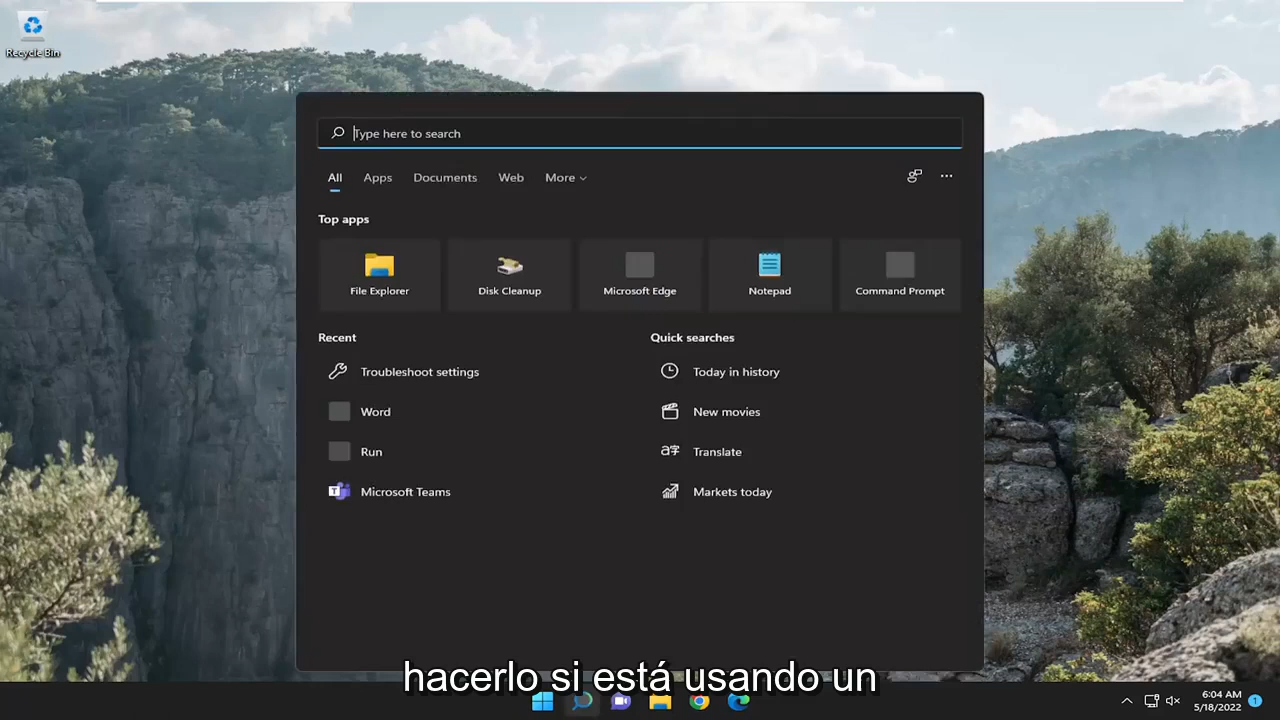 Recycle Bin
Type here to search
All Apps Documents Web More
Top apps
File Explorer Disk Cleanup Microsoft Edge Notepad Command Prompt
Recent Quick searches
Troubleshoot settings Today in history
Word New movies
Run Translate
Microsoft Teams Markets today
hacerlo si está usando un
6:04 AM
5/18/2022 1